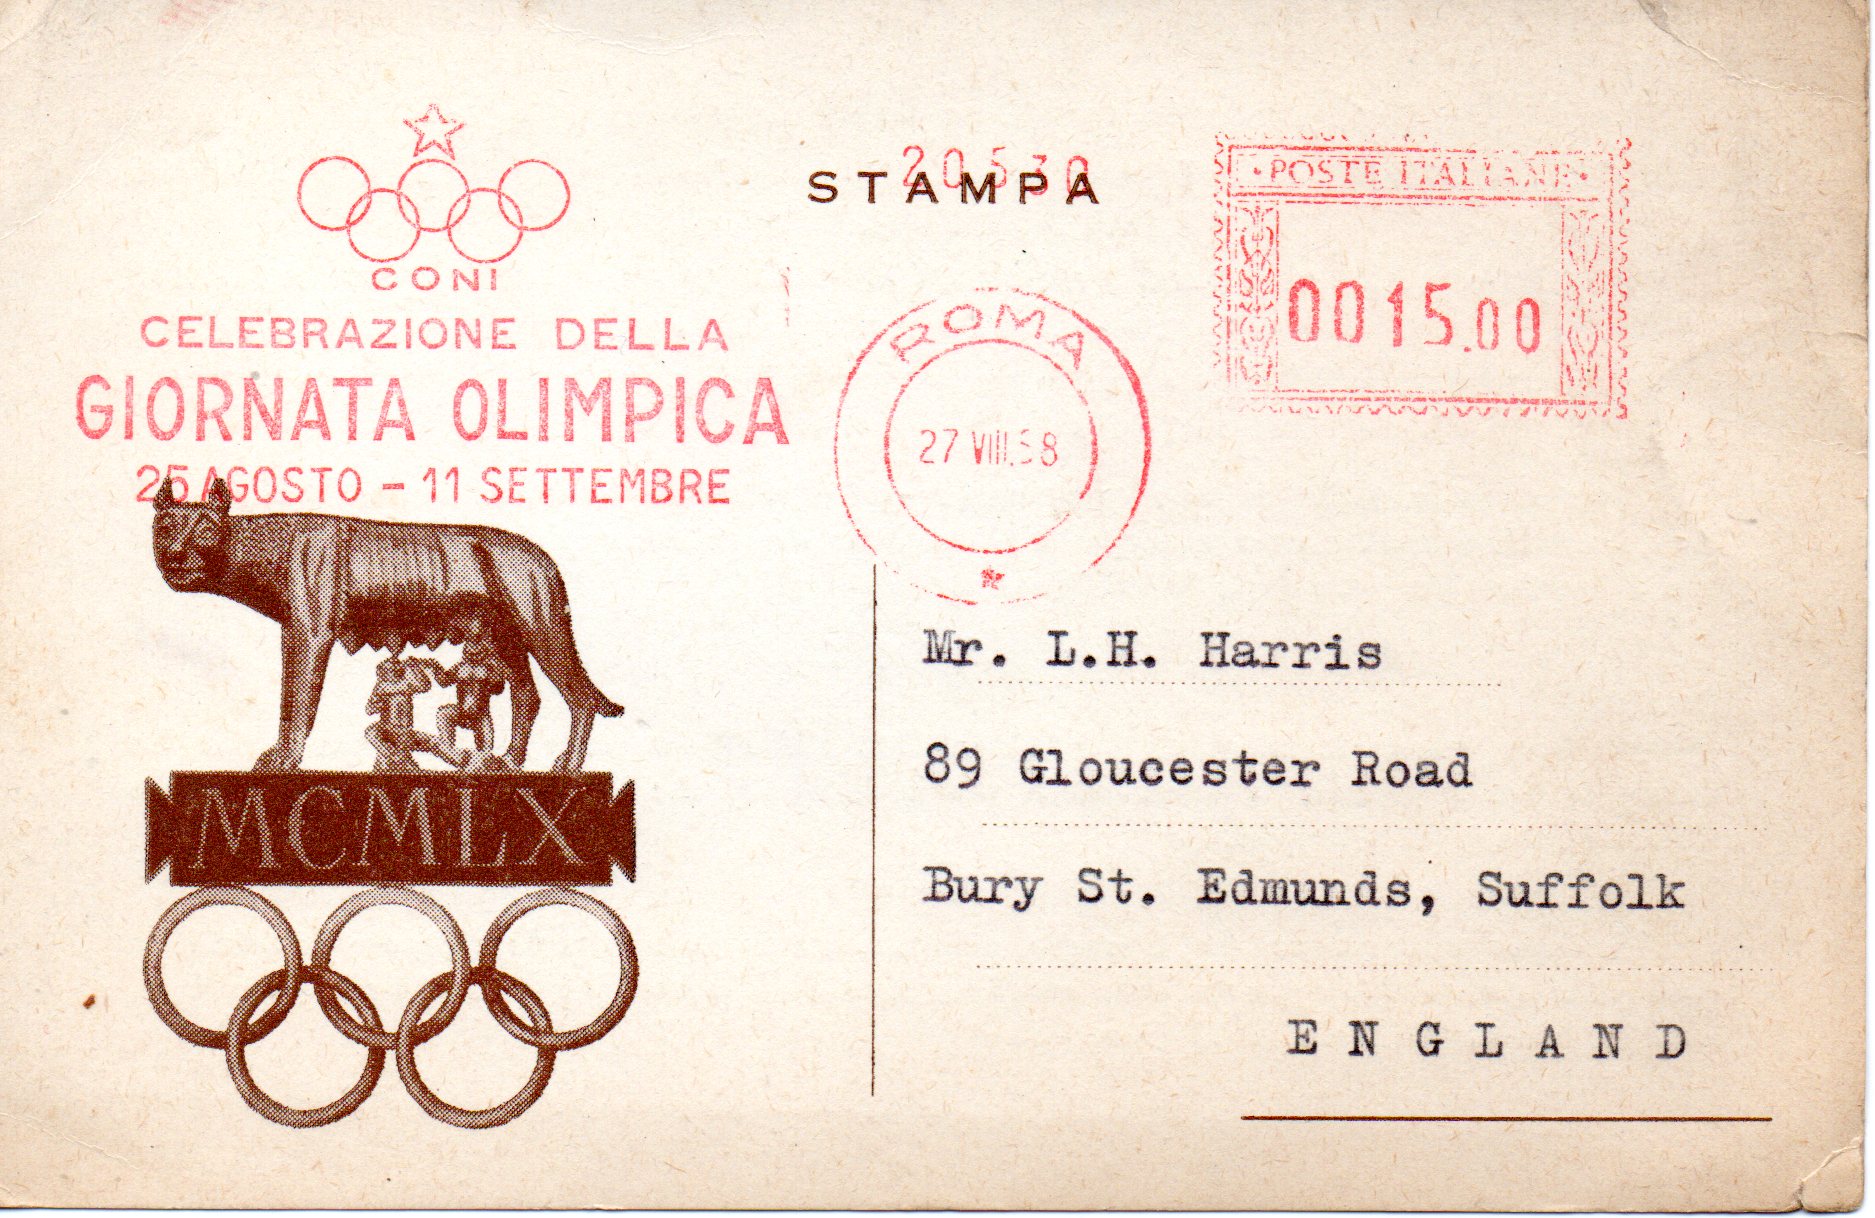 CONI
CELEBRAZIONE DELLA
GIORNATA OLIMPICA
25 AGOSTO - 11 SETTEMBRE
MCMLX
20530
STAMPA
ROMA
27 VIII.58
· POSTE ITALIANE ·
0015.00
Mr. L.H. Harris
89 Gloucester Road
Bury St. Edmunds, Suffolk
ENGLAND